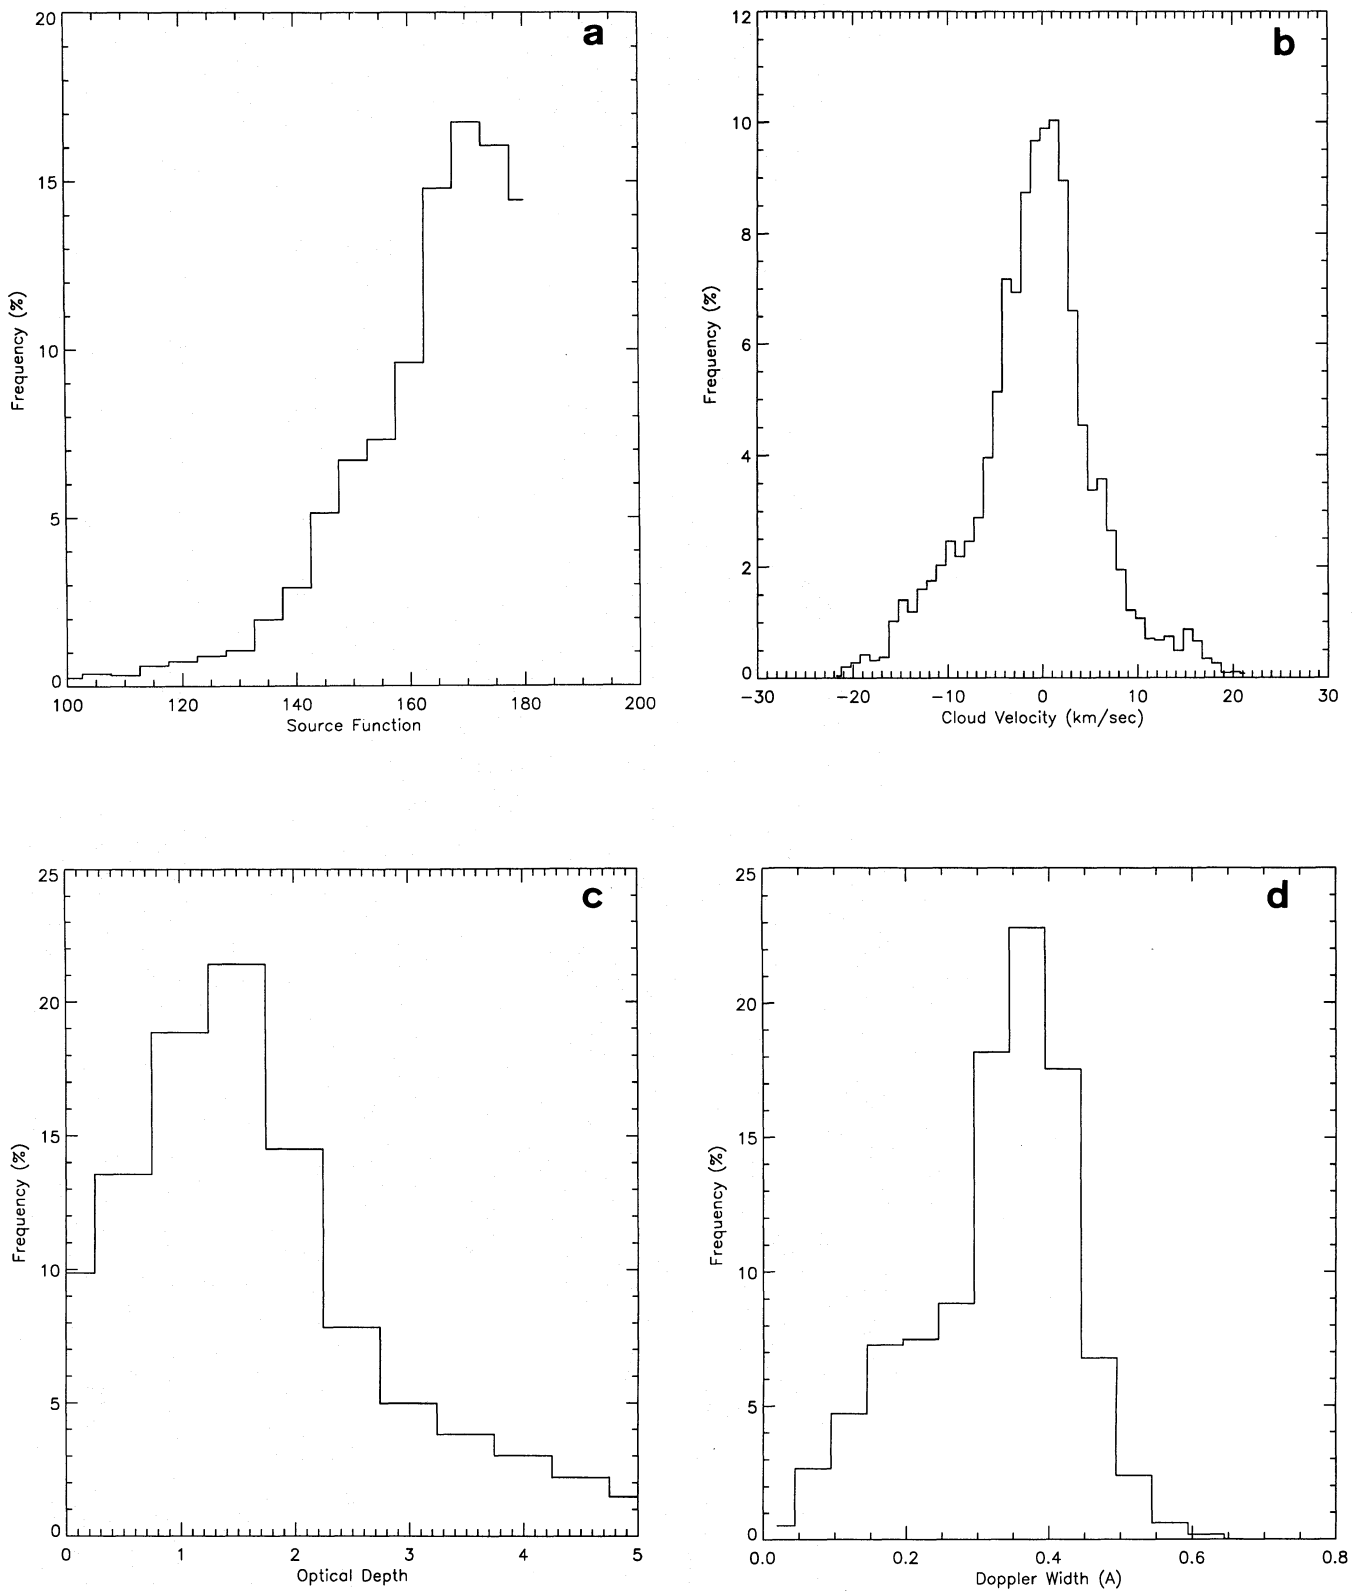 a
20
15
10
5
0
Frequency (%)
100 120 140 160 180 200
Source Function
b
12
10
8
6
4
2
0
Frequency (%)
−30 −20 −10 0 10 20 30
Cloud Velocity (km/sec)
c
25
20
15
10
5
0
Frequency (%)
0 1 2 3 4 5
Optical Depth
d
25
20
15
10
5
0
Frequency (%)
0.0 0.2 0.4 0.6 0.8
Doppler Width (A)